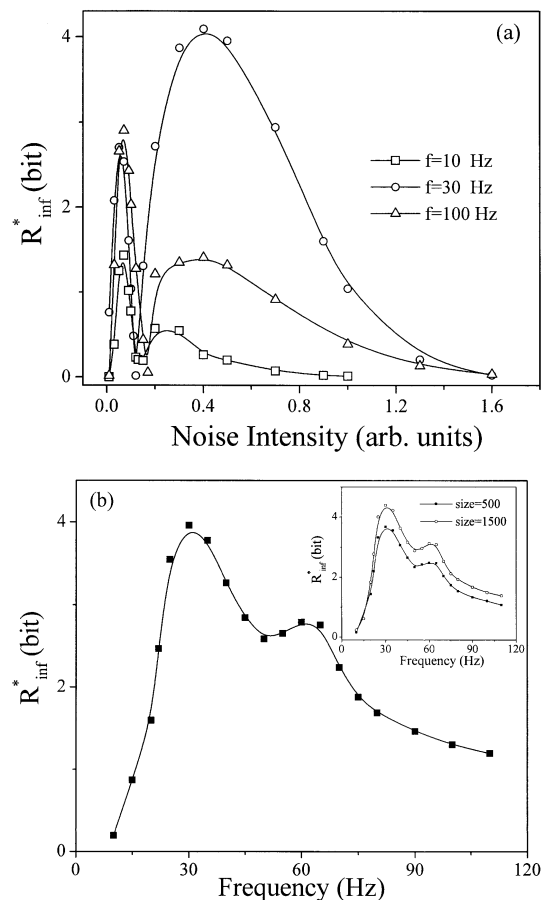 (a)
4
2
0
R*inf (bit)
f=10 Hz
f=30 Hz
f=100 Hz
0.0 0.4 0.8 1.2 1.6
Noise Intensity (arb. units)
(b)
4
2
0
R*inf (bit)
size=500
size=1500
6
4
2
0
R*inf (bit)
0 30 60 90 120
Frequency (Hz)
0 30 60 90 120
Frequency (Hz)